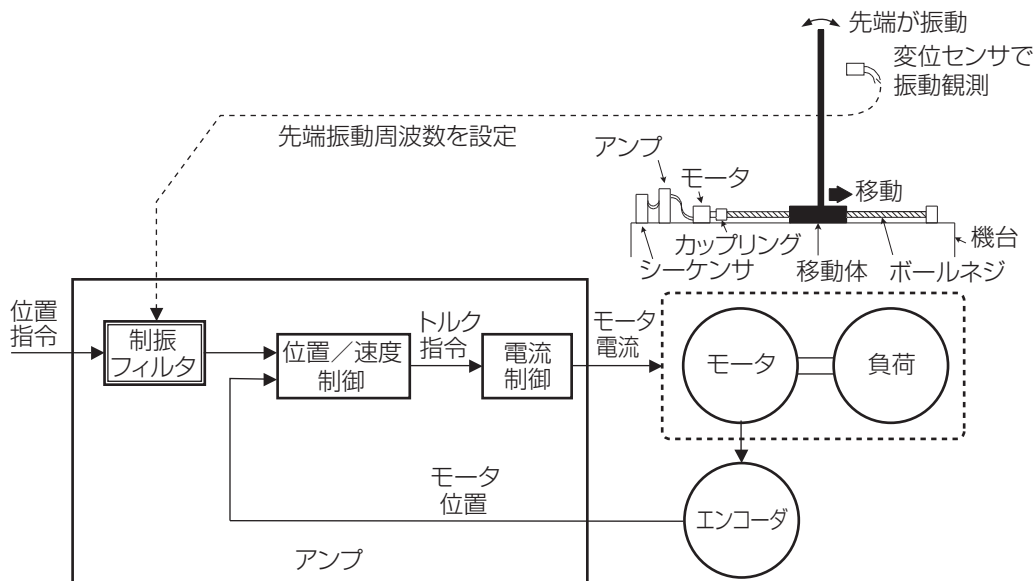 先端が振動
変位センサで
振動観測
先端振動周波数を設定
アンプ
モータ
移動
カップリング
シーケンサ
移動体
ボールネジ
機台
位置
指令
制振
フィルタ
位置／速度
制御
トルク
指令
電流
制御
モータ
電流
モータ
負荷
モータ
位置
エンコーダ
アンプ